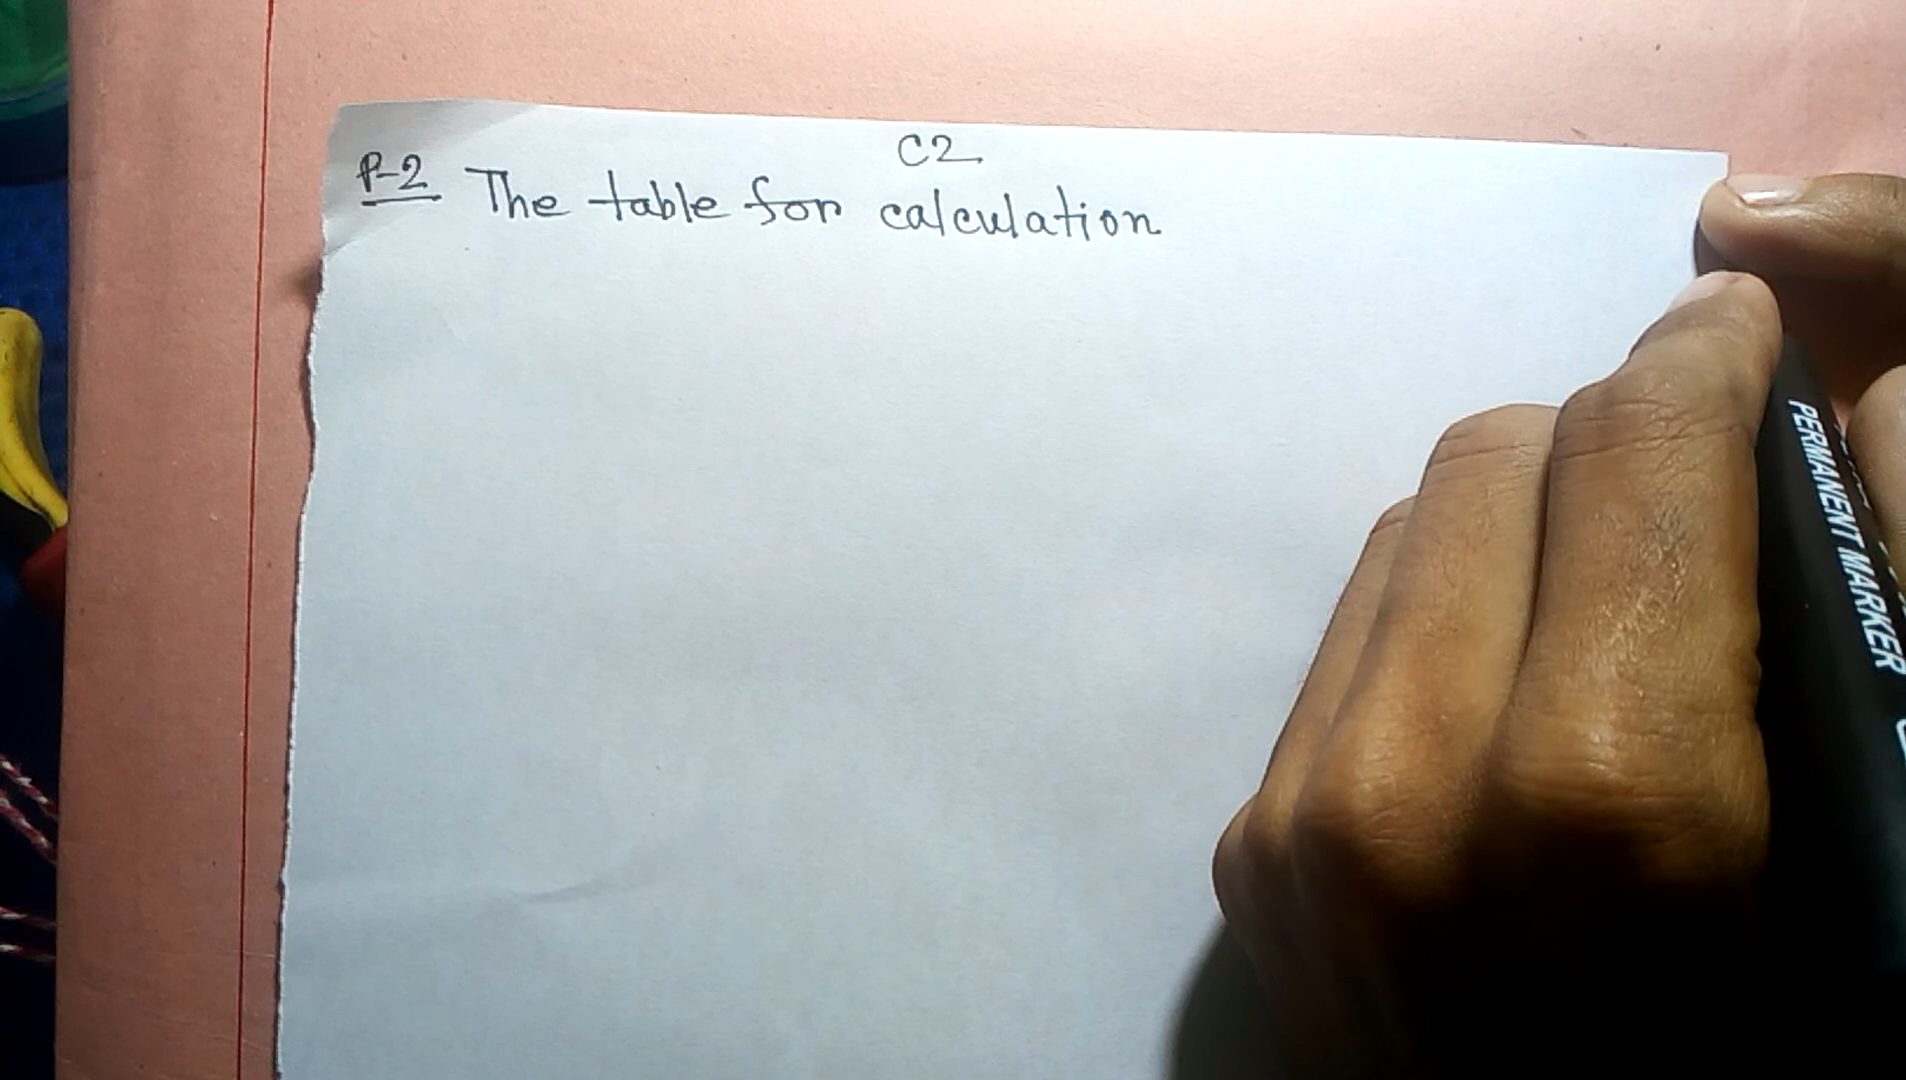 C2
P-2 The table for calculation
PERMANENT MARKER